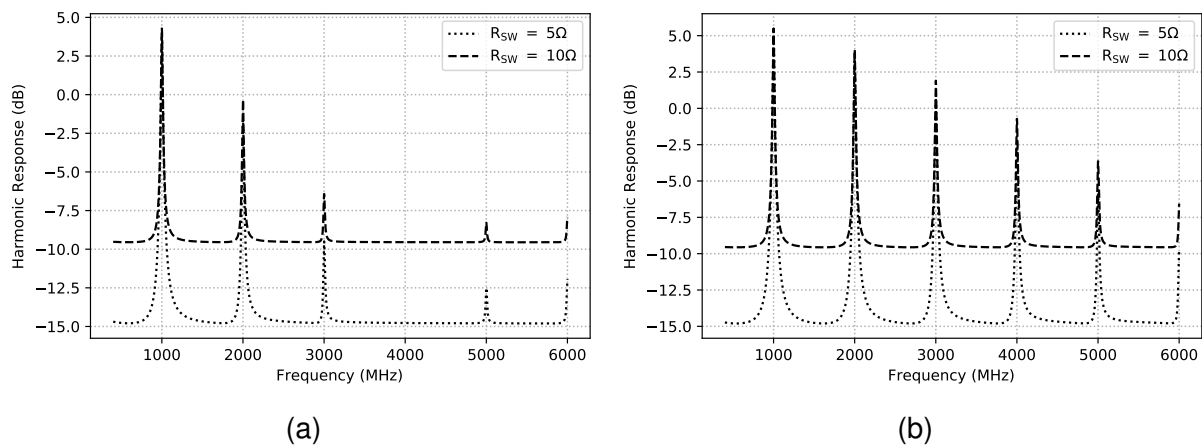 5.0
2.5
0.0
−2.5
−5.0
−7.5
−10.0
−12.5
−15.0
Harmonic Response (dB)
R_SW = 5Ω
R_SW = 10Ω
1000 2000 3000 4000 5000 6000
Frequency (MHz)
(a)
5.0
2.5
0.0
−2.5
−5.0
−7.5
−10.0
−12.5
−15.0
Harmonic Response (dB)
R_SW = 5Ω
R_SW = 10Ω
1000 2000 3000 4000 5000 6000
Frequency (MHz)
(b)